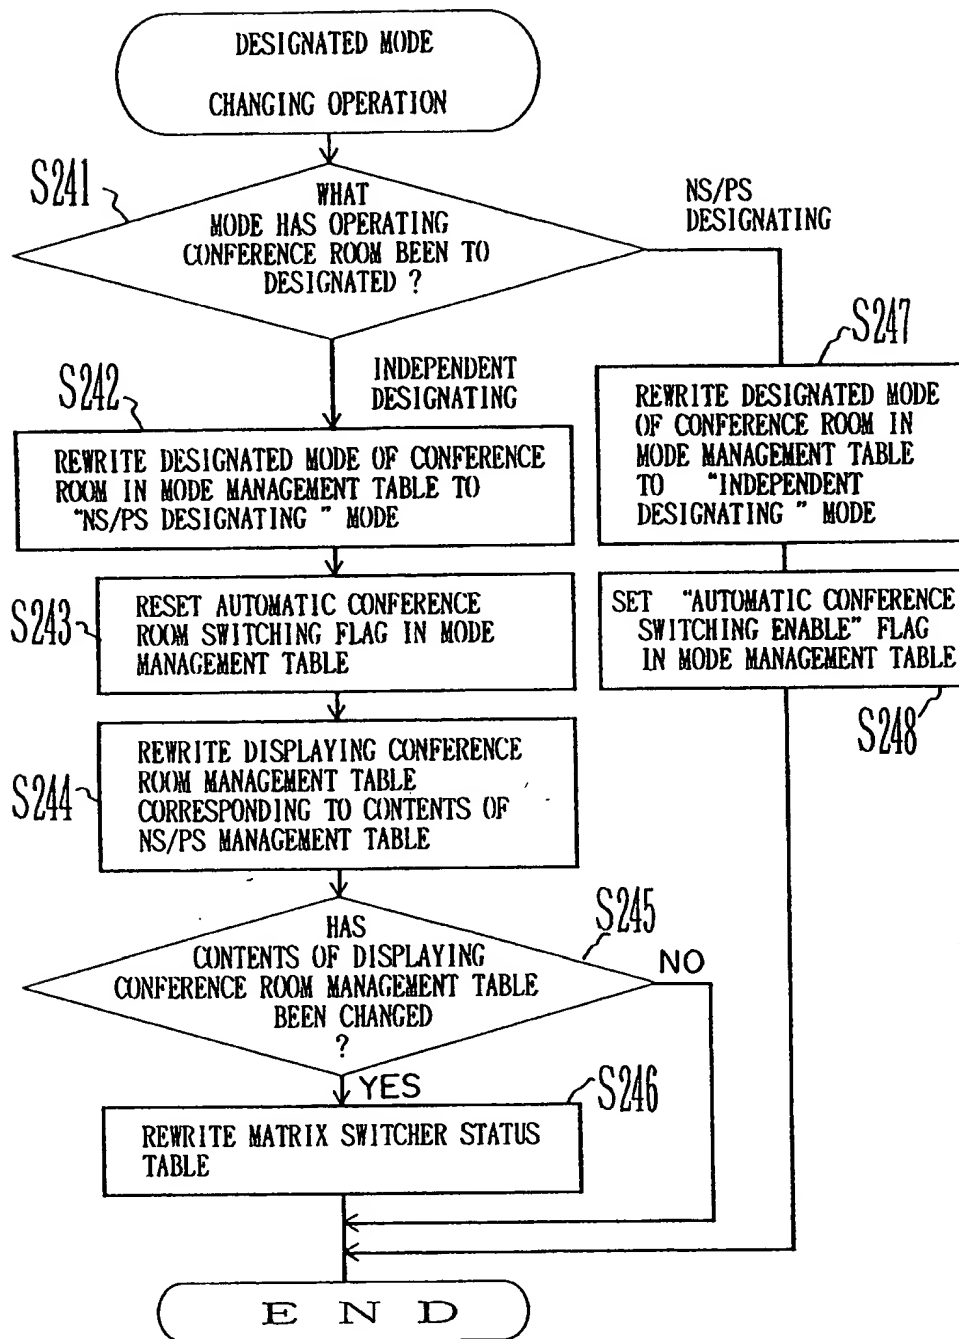 DESIGNATED MODE
CHANGING OPERATION
S241
WHAT
MODE HAS OPERATING
CONFERENCE ROOM BEEN TO
DESIGNATED ?
NS/PS
DESIGNATING
INDEPENDENT
DESIGNATING
S242
REWRITE DESIGNATED MODE OF CONFERENCE
ROOM IN MODE MANAGEMENT TABLE TO
"NS/PS DESIGNATING " MODE
S247
REWRITE DESIGNATED MODE
OF CONFERENCE ROOM IN
MODE MANAGEMENT TABLE
TO "INDEPENDENT
DESIGNATING " MODE
S243
RESET AUTOMATIC CONFERENCE
ROOM SWITCHING FLAG IN MODE
MANAGEMENT TABLE
SET "AUTOMATIC CONFERENCE
SWITCHING ENABLE" FLAG
IN MODE MANAGEMENT TABLE
S248
S244
REWRITE DISPLAYING CONFERENCE
ROOM MANAGEMENT TABLE
CORRESPONDING TO CONTENTS OF
NS/PS MANAGEMENT TABLE
S245
HAS
CONTENTS OF DISPLAYING
CONFERENCE ROOM MANAGEMENT TABLE
BEEN CHANGED
?
NO
YES
S246
REWRITE MATRIX SWITCHER STATUS
TABLE
E N D